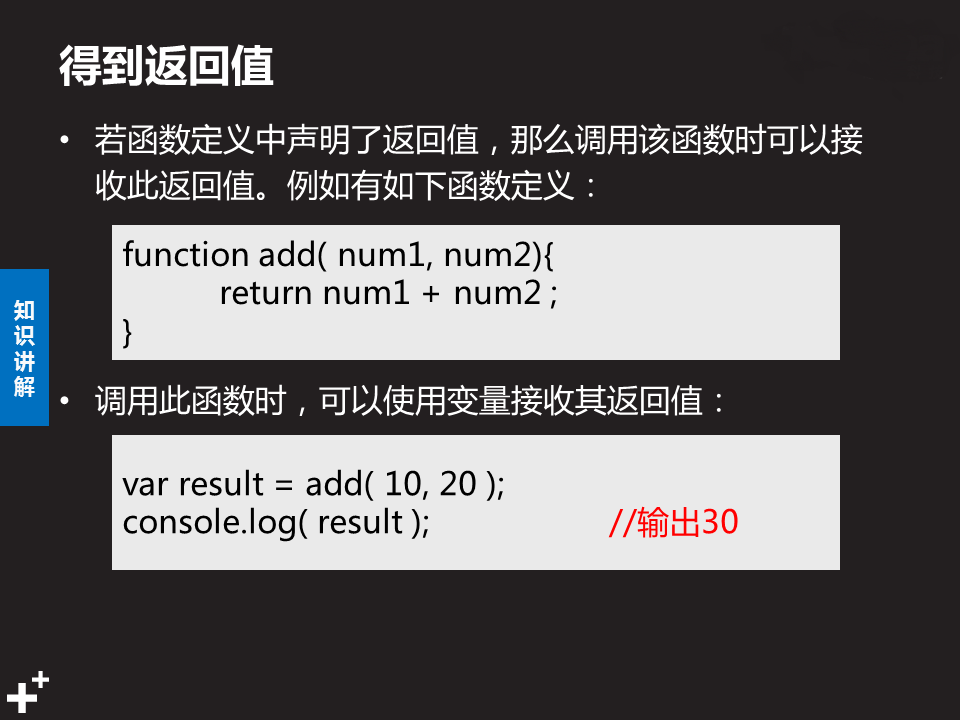 得到返回值
• 若函数定义中声明了返回值，那么调用该函数时可以接
收此返回值。例如有如下函数定义：
function add( num1, num2){
return num1 + num2 ;
}
知
识
讲
解
• 调用此函数时，可以使用变量接收其返回值：
var result = add( 10, 20 );
console.log( result ); //输出30